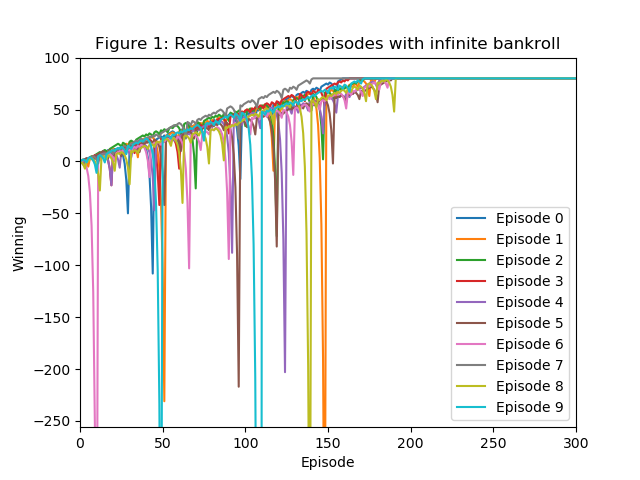 Figure 1: Results over 10 episodes with infinite bankroll
Winning
100
50
0
−50
−100
−150
−200
−250
0 50 100 150 200 250 300
Episode
Episode 0
Episode 1
Episode 2
Episode 3
Episode 4
Episode 5
Episode 6
Episode 7
Episode 8
Episode 9